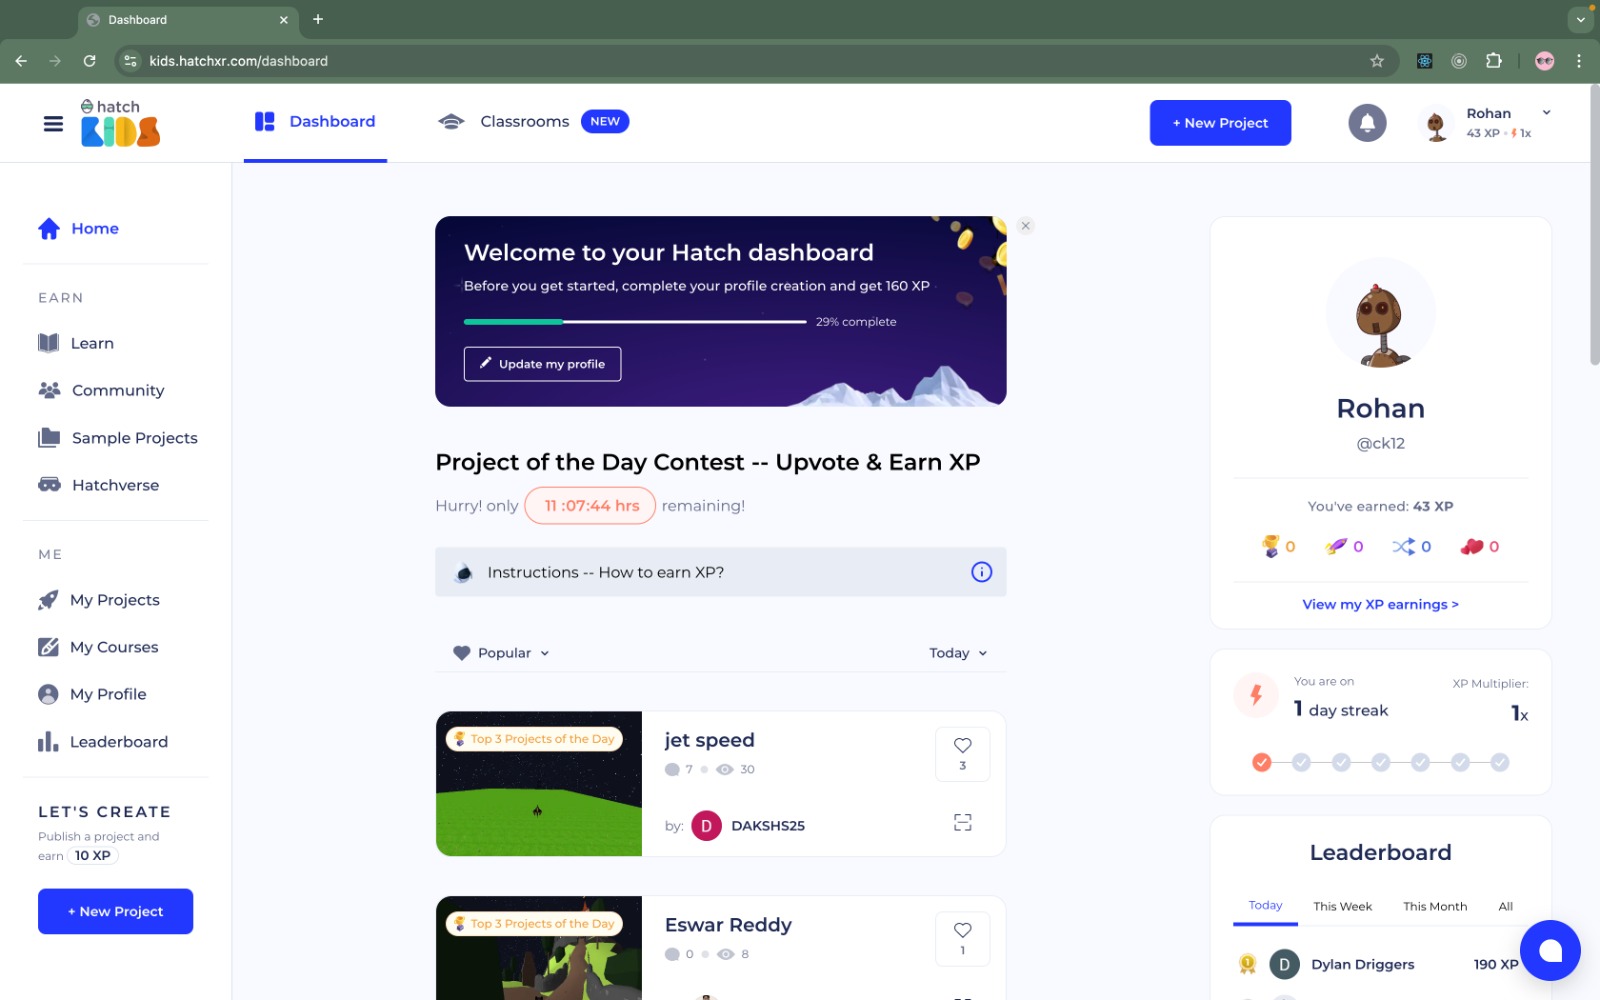 Dashboard
kids.hatchxr.com/dashboard
hatch
KIDS
Dashboard
Classrooms NEW
+ New Project
Rohan
43 XP 1x
Home
EARN
Learn
Community
Sample Projects
Hatchverse
ME
My Projects
My Courses
My Profile
Leaderboard
LET'S CREATE
Publish a project and
earn 10 XP
+ New Project
Welcome to your Hatch dashboard
Before you get started, complete your profile creation and get 160 XP
29% complete
Update my profile
Project of the Day Contest -- Upvote & Earn XP
Hurry! only 11 :07:44 hrs remaining!
Instructions -- How to earn XP?
Popular
Today
Top 3 Projects of the Day
jet speed
7 30
3
by: D DAKSHS25
Top 3 Projects of the Day
Eswar Reddy
0 8
1
Rohan
@ck12
You've earned: 43 XP
0 0 0 0
View my XP earnings >
You are on
1 day streak
XP Multiplier:
1x
Leaderboard
Today This Week This Month All
1 D Dylan Driggers 190 XP